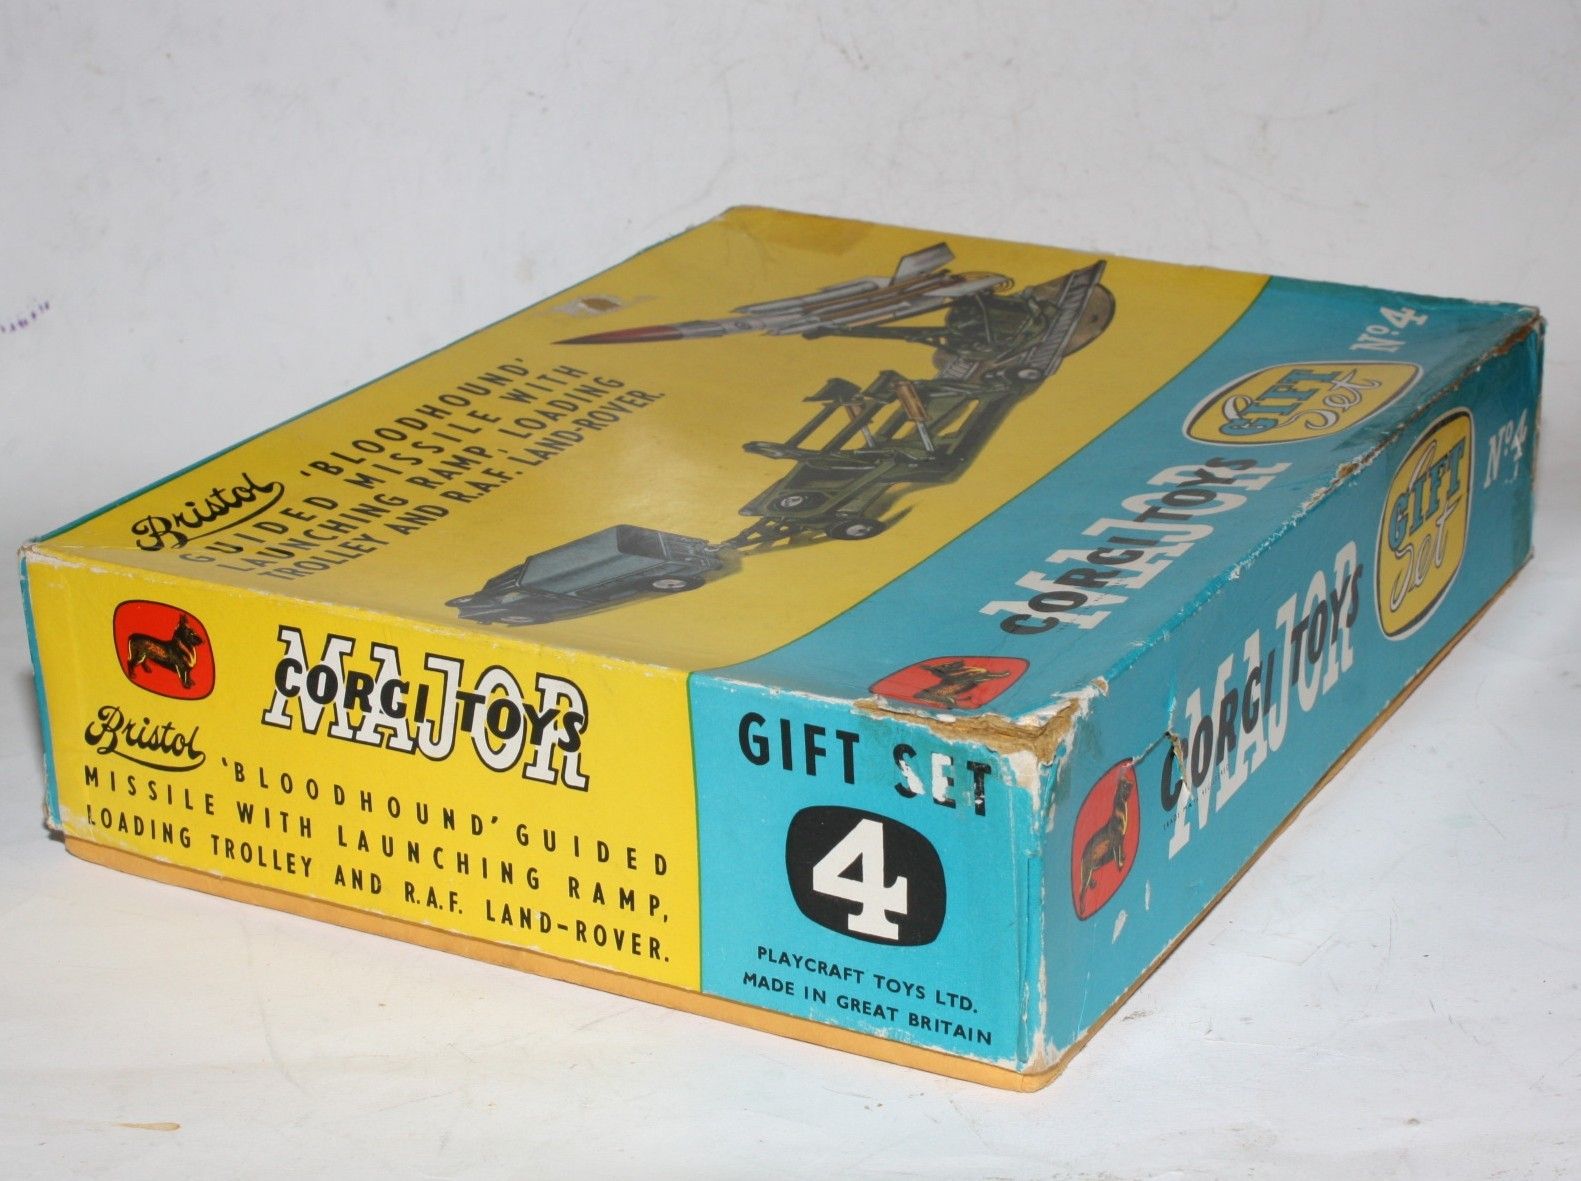 Bristol 'BLOODHOUND'
GUIDED MISSILE WITH
LAUNCHING RAMP, LOADING
TROLLEY AND R.A.F. LAND-ROVER.
CORGI TOYS
MAJOR
GIFT
Set
Nº 4
CORGI TOYS
MAJOR
Bristol 'BLOODHOUND' GUIDED
MISSILE WITH LAUNCHING RAMP,
LOADING TROLLEY AND R.A.F. LAND-ROVER.
GIFT SET
4
PLAYCRAFT TOYS LTD.
MADE IN GREAT BRITAIN
CORGI TOYS
MAJOR
GIFT
Set
Nº 4